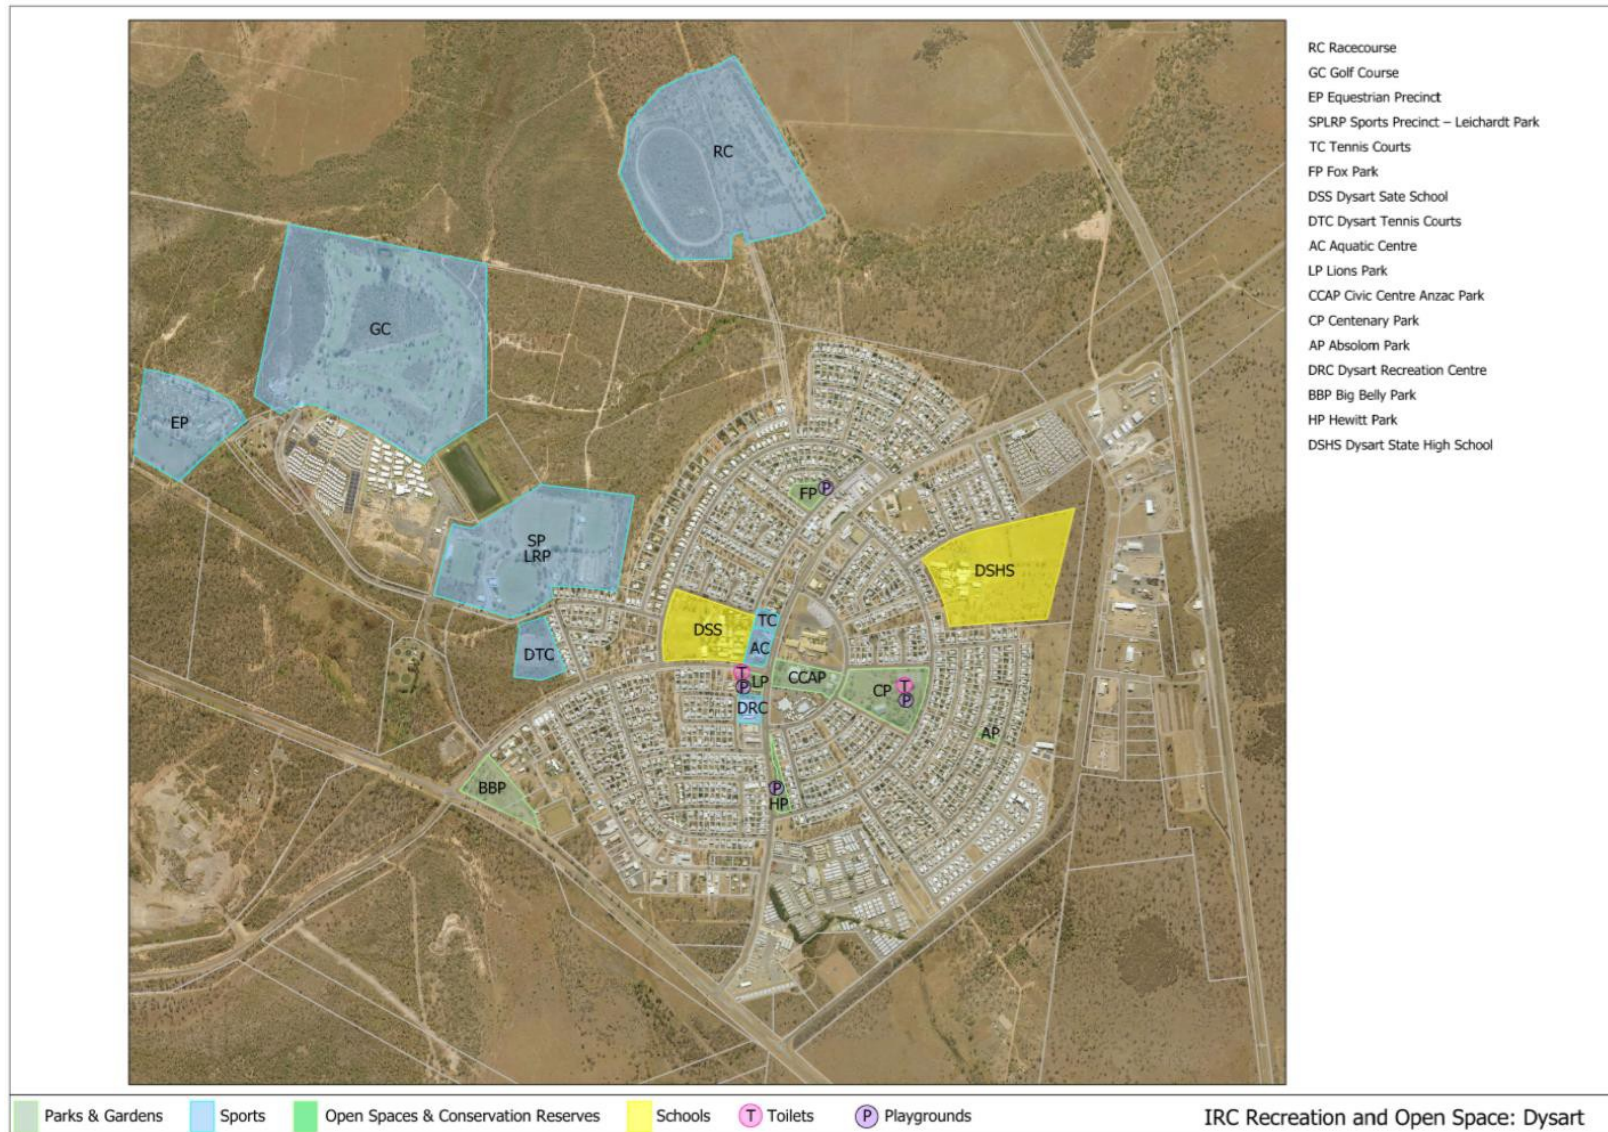 RC Racecourse
GC Golf Course
EP Equestrian Precinct
SPLRP Sports Precinct – Leichardt Park
TC Tennis Courts
FP Fox Park
DSS Dysart Sate School
DTC Dysart Tennis Courts
AC Aquatic Centre
LP Lions Park
CCAP Civic Centre Anzac Park
CP Centenary Park
AP Absolom Park
DRC Dysart Recreation Centre
BBP Big Belly Park
HP Hewitt Park
DSHS Dysart State High School
RC
GC
EP
FP P
SP
LRP
DSHS
TC
DSS
AC
DTC
T
P
LP
CCAP
CP
T
P
DRC
AP
BBP
P
HP
Parks & Gardens
Sports
Open Spaces & Conservation Reserves
Schools
T Toilets
P Playgrounds
IRC Recreation and Open Space: Dysart